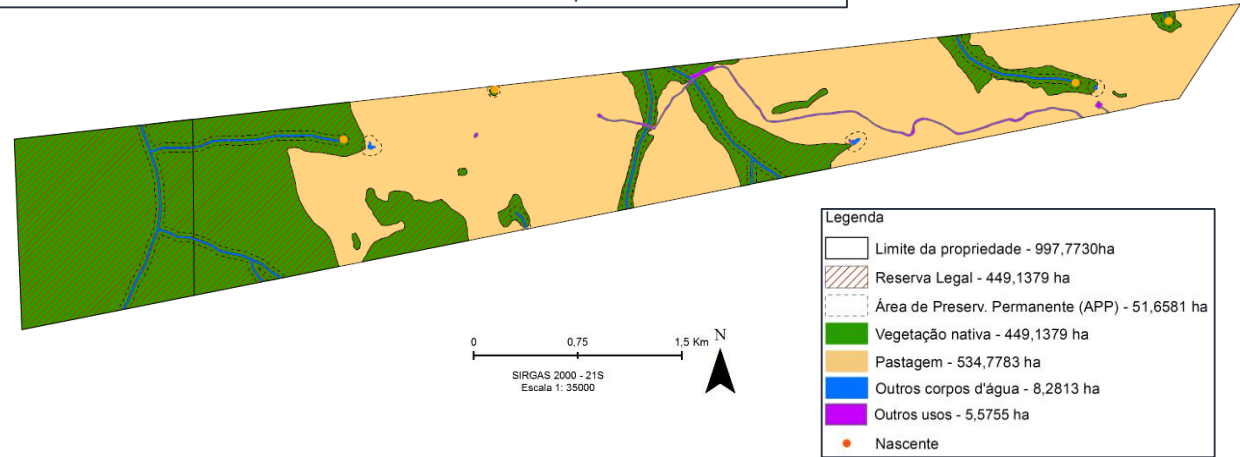 Legenda
Limite da propriedade - 997,7730ha
Reserva Legal - 449,1379 ha
Área de Preserv. Permanente (APP) - 51,6581 ha
Vegetação nativa - 449,1379 ha
Pastagem - 534,7783 ha
Outros corpos d'água - 8,2813 ha
Outros usos - 5,5755 ha
Nascente
0 0,75 1,5 Km N
SIRGAS 2000 - 21S
Escala 1: 35000